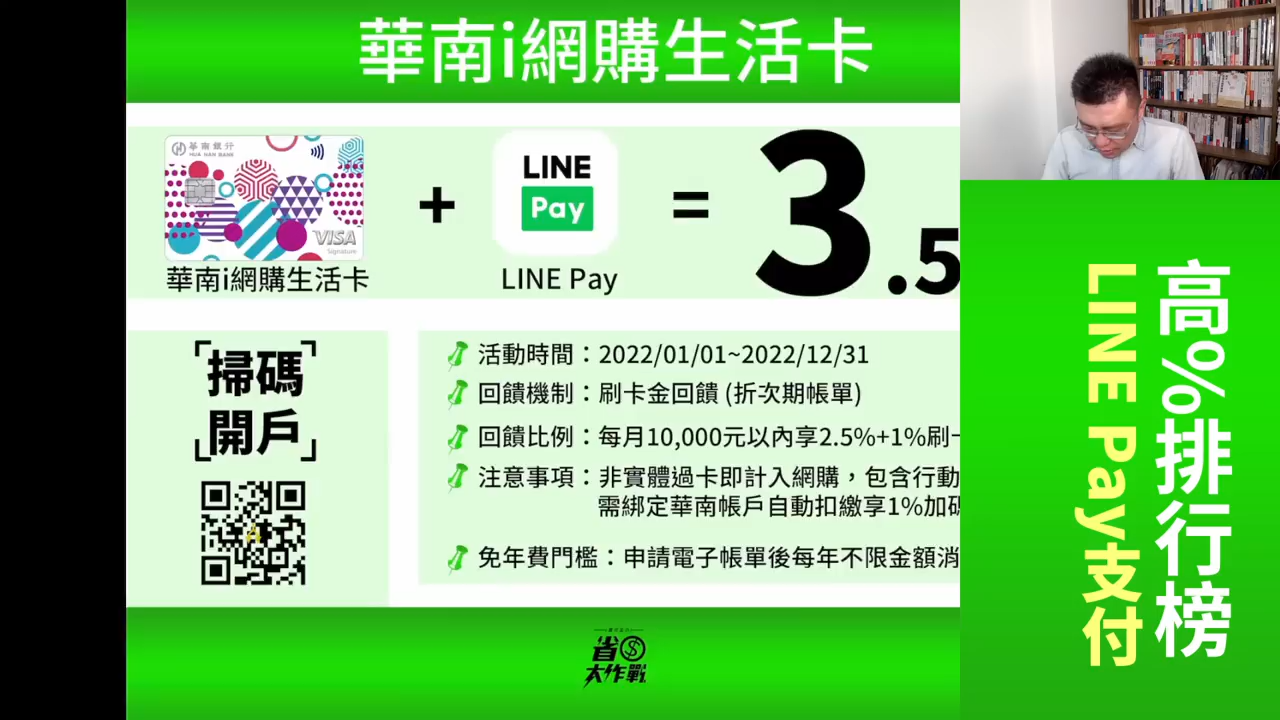 華南i網購生活卡
華南銀行
HUA NAN BANK
VISA
Signature
華南i網購生活卡
+
LINE
Pay
LINE Pay
=
3.5
掃碼
開戶
活動時間：2022/01/01~2022/12/31
回饋機制：刷卡金回饋 (折次期帳單)
回饋比例：每月10,000元以內享2.5%+1%刷
注意事項：非實體過卡即計入網購，包含行動
需綁定華南帳戶自動扣繳享1%加碼
免年費門檻：申請電子帳單後每年不限金額消
省$
大作戰
高%排行榜
LINE Pay支付